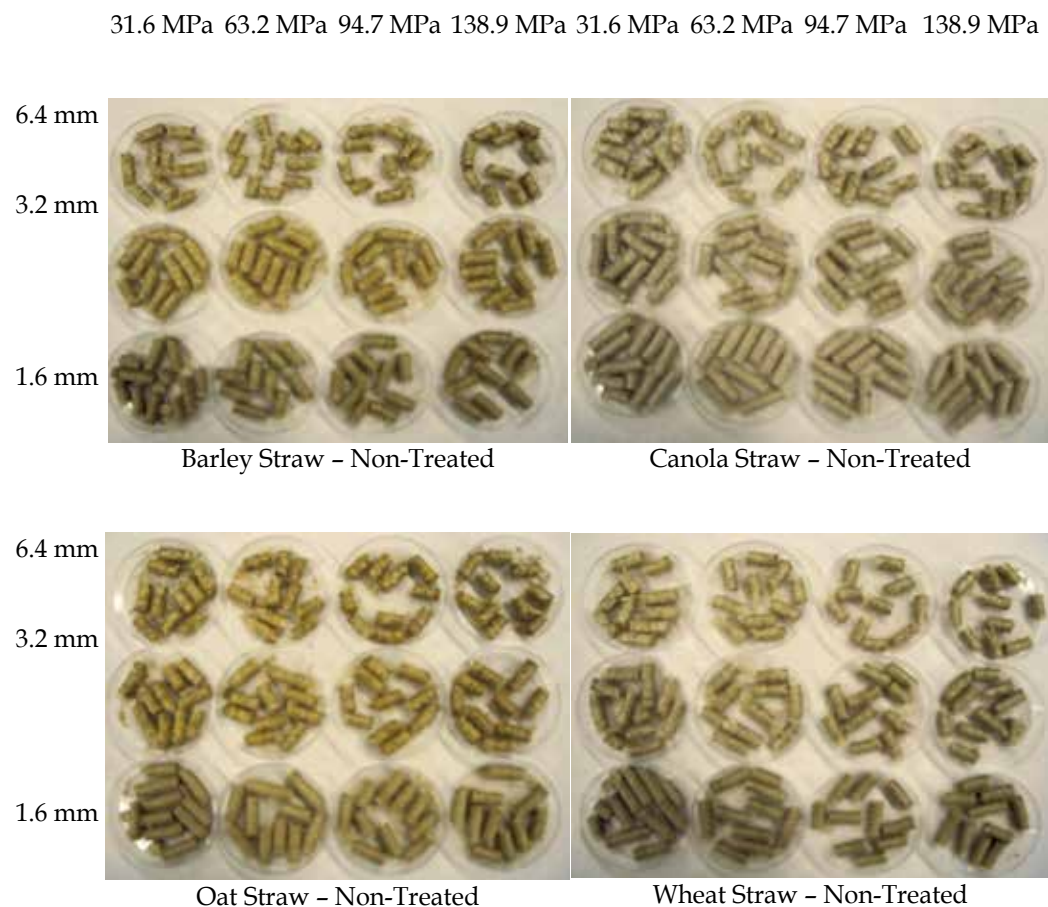 31.6 MPa 63.2 MPa 94.7 MPa 138.9 MPa 31.6 MPa 63.2 MPa 94.7 MPa 138.9 MPa
6.4 mm
3.2 mm
1.6 mm
Barley Straw – Non-Treated
Canola Straw – Non-Treated
6.4 mm
3.2 mm
1.6 mm
Oat Straw – Non-Treated
Wheat Straw – Non-Treated